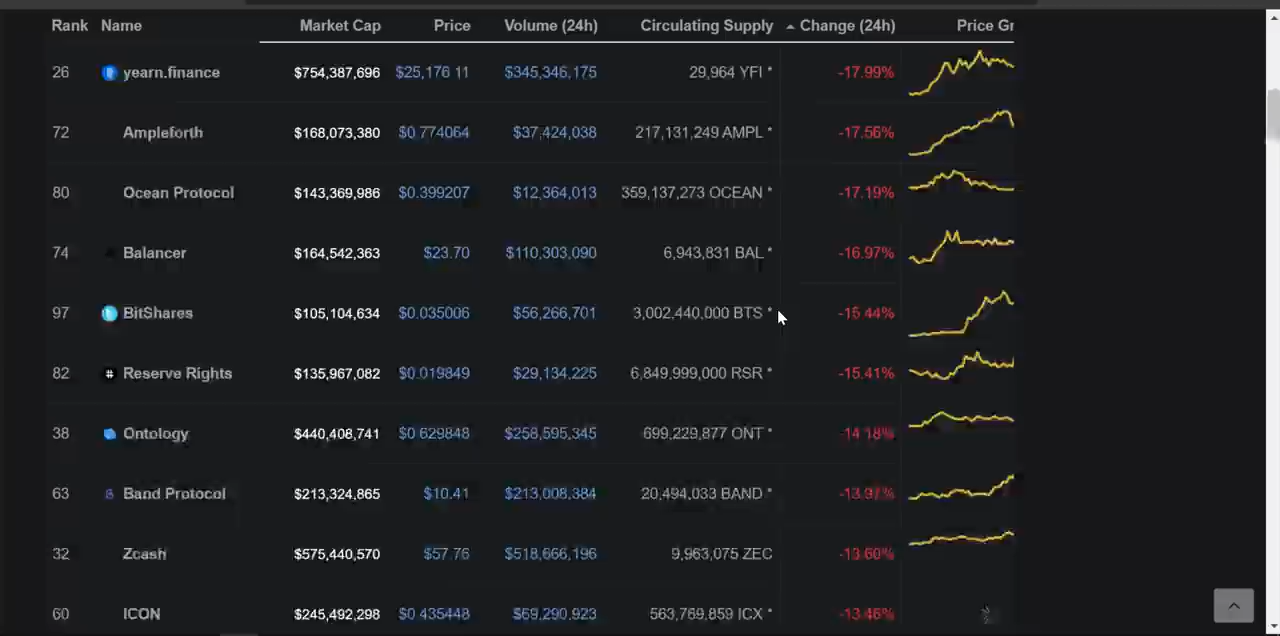 Rank Name Market Cap Price Volume (24h) Circulating Supply Change (24h) Price Gr
26 yearn.finance $754,387,696 $25,176 11 $345,346,175 29,964 YFI * -17.99%
72 Ampleforth $168,073,380 $0.774064 $37,424,038 217,131,249 AMPL * -17.56%
80 Ocean Protocol $143,369,986 $0.399207 $12,364,013 359,137,273 OCEAN * -17.19%
74 Balancer $164,542,363 $23.70 $110,303,090 6,943,831 BAL * -16.97%
97 BitShares $105,104,634 $0.035006 $56,266,701 3,002,440,000 BTS * -15.44%
82 Reserve Rights $135,967,082 $0.019849 $29,134,225 6,849,999,000 RSR * -15.41%
38 Ontology $440,408,741 $0.629848 $258,595,345 699,229,877 ONT * -14.18%
63 Band Protocol $213,324,865 $10.41 $213,008,384 20,494,033 BAND * -13.97%
32 Zcash $575,440,570 $57.76 $518,666,196 9,963,075 ZEC -13.60%
60 ICON $245,492,298 $0.435448 $69,290,923 563,769,859 ICX * -13.46%